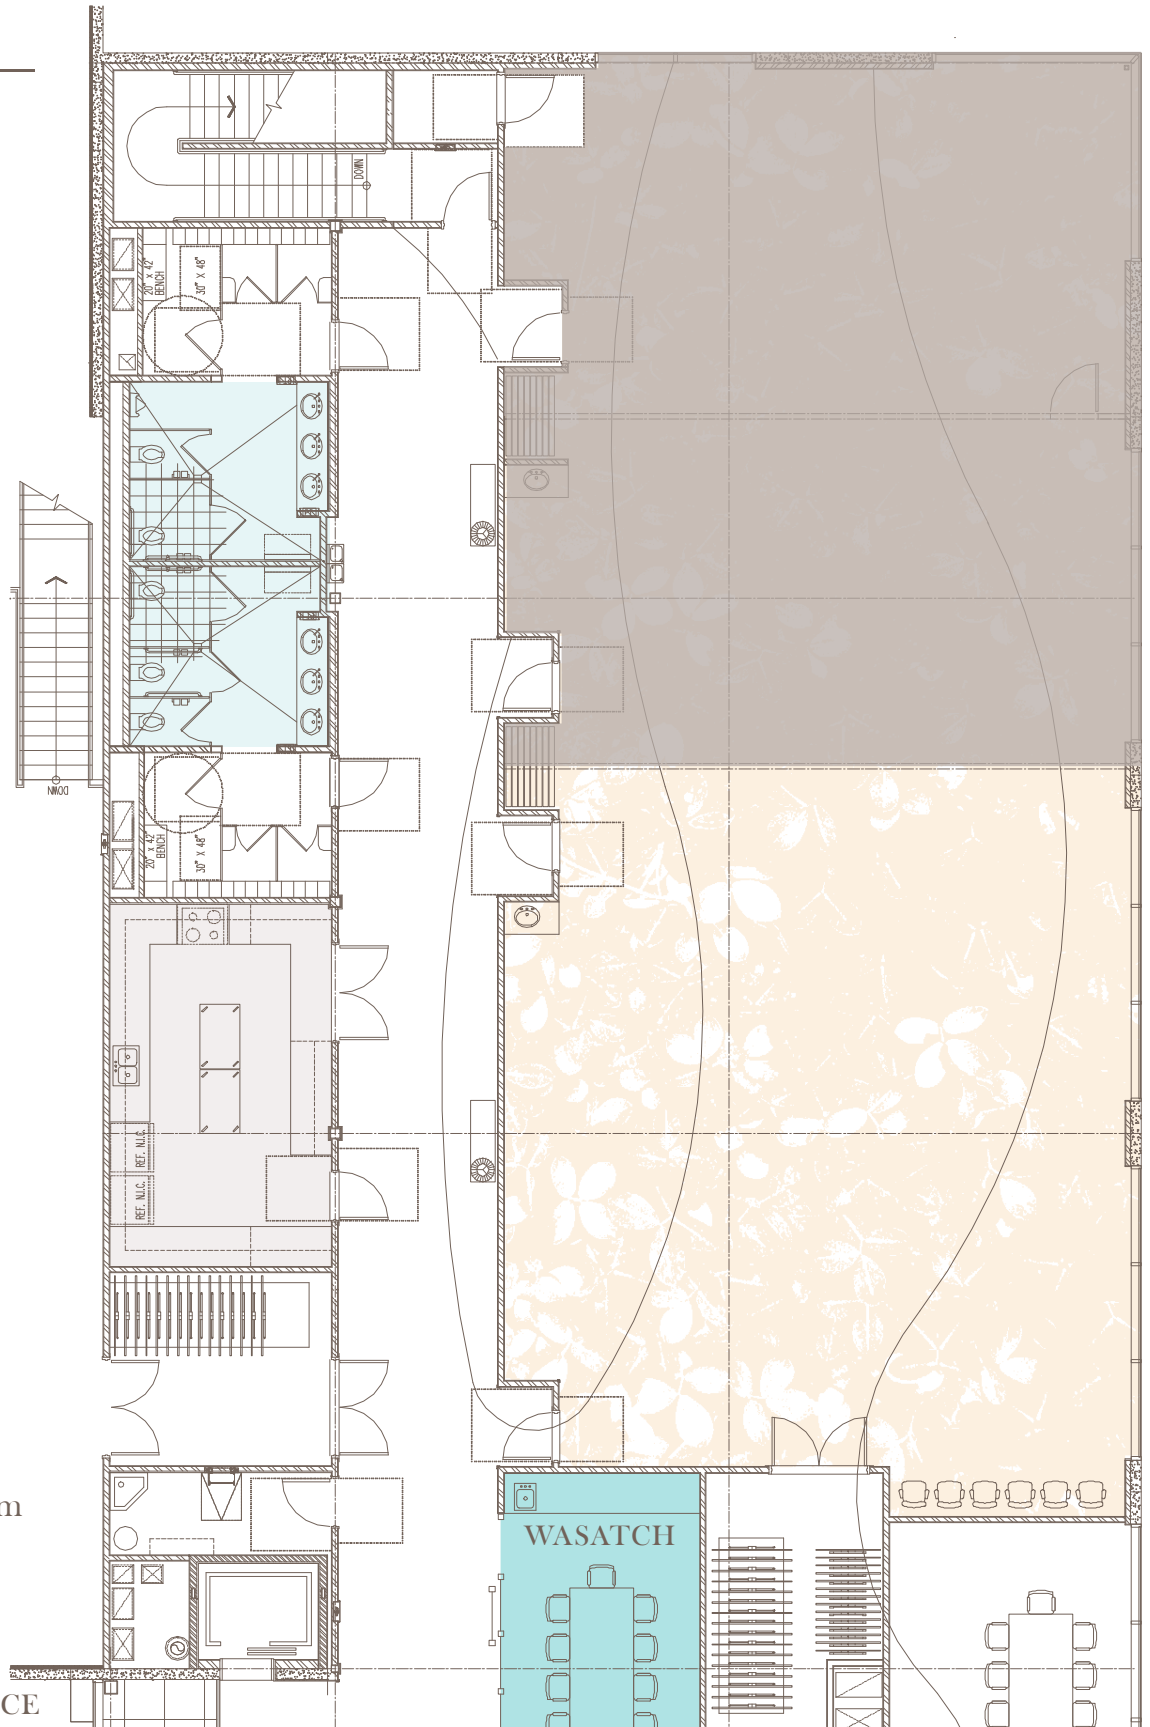 DOWN
20" X 42"
BENCH
30" X 48"
DOWN
20" X 42"
BENCH
30" X 48"
REF. N.I.C.
REF. N.I.C.
m
WASATCH
CE